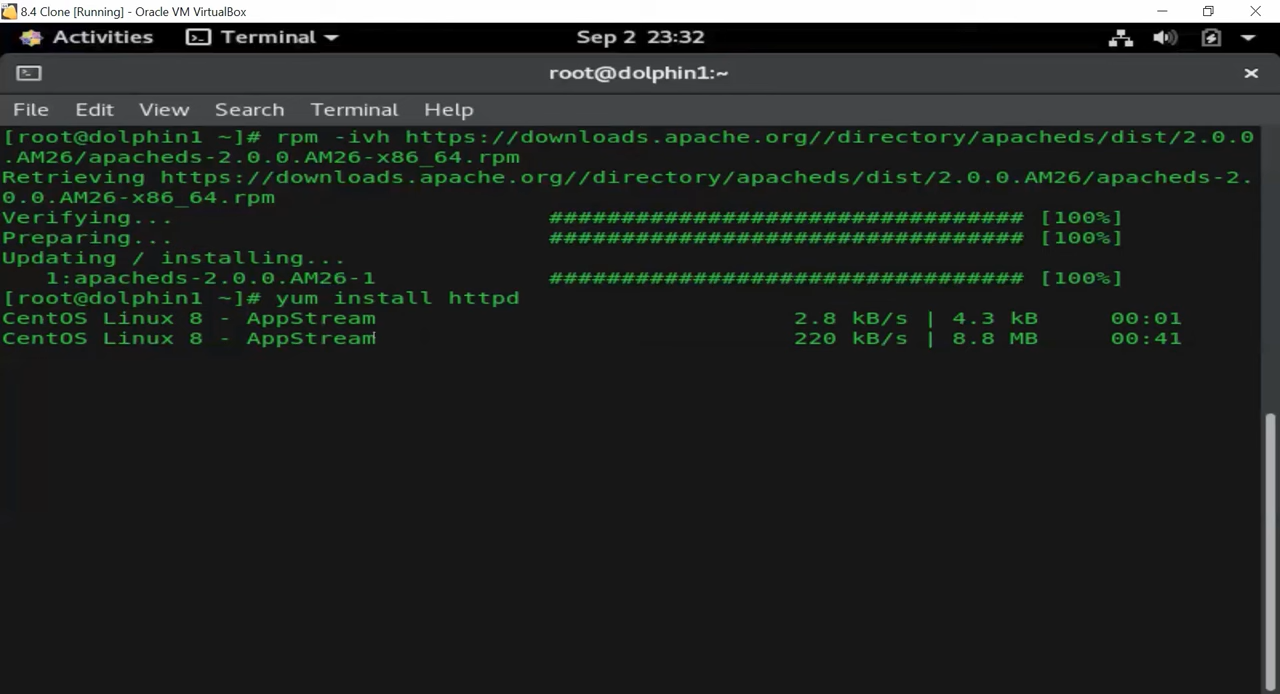 8.4 Clone [Running] - Oracle VM VirtualBox
Activities Terminal Sep 2 23:32
root@dolphin1:~
File Edit View Search Terminal Help
[root@dolphin1 ~]# rpm -ivh https://downloads.apache.org//directory/apacheds/dist/2.0.0
.AM26/apacheds-2.0.0.AM26-x86_64.rpm
Retrieving https://downloads.apache.org//directory/apacheds/dist/2.0.0.AM26/apacheds-2.
0.0.AM26-x86_64.rpm
Verifying... ################################# [100%]
Preparing... ################################# [100%]
Updating / installing...
1:apacheds-2.0.0.AM26-1 ################################# [100%]
[root@dolphin1 ~]# yum install httpd
CentOS Linux 8 - AppStream 2.8 kB/s | 4.3 kB 00:01
CentOS Linux 8 - AppStream 220 kB/s | 8.8 MB 00:41